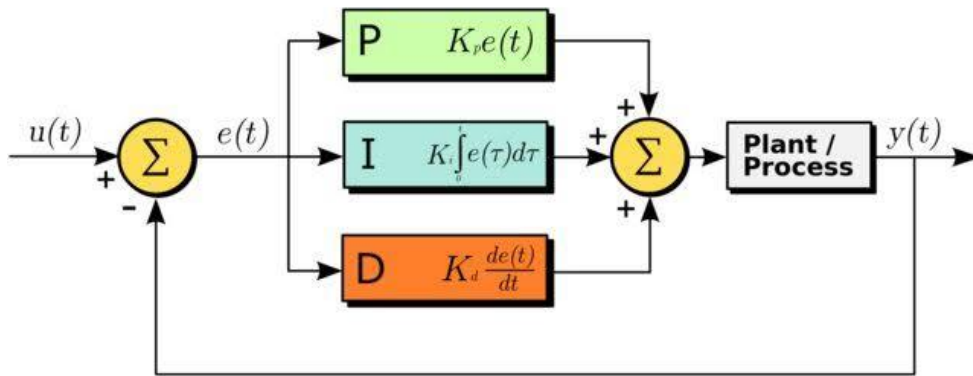 u(t)
+
-
Σ
e(t)
P K_p e(t)
I K_i ∫_0^t e(τ)dτ
D K_d de(t)/dt
+
+
+
Σ
Plant /
Process
y(t)